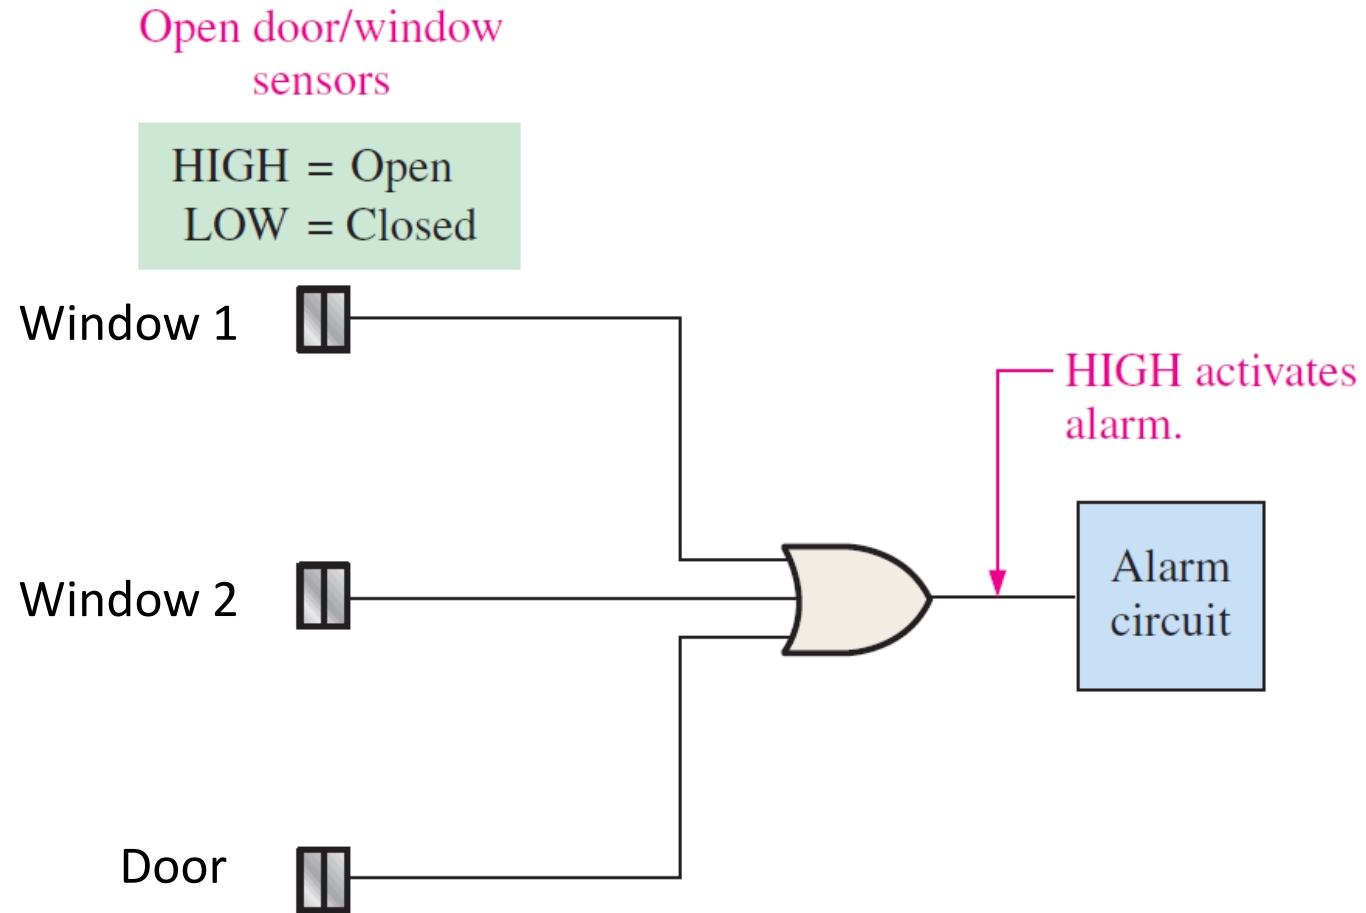 Open door/window
sensors
HIGH = Open
LOW = Closed
Window 1
HIGH activates
alarm.
Alarm
circuit
Window 2
Door